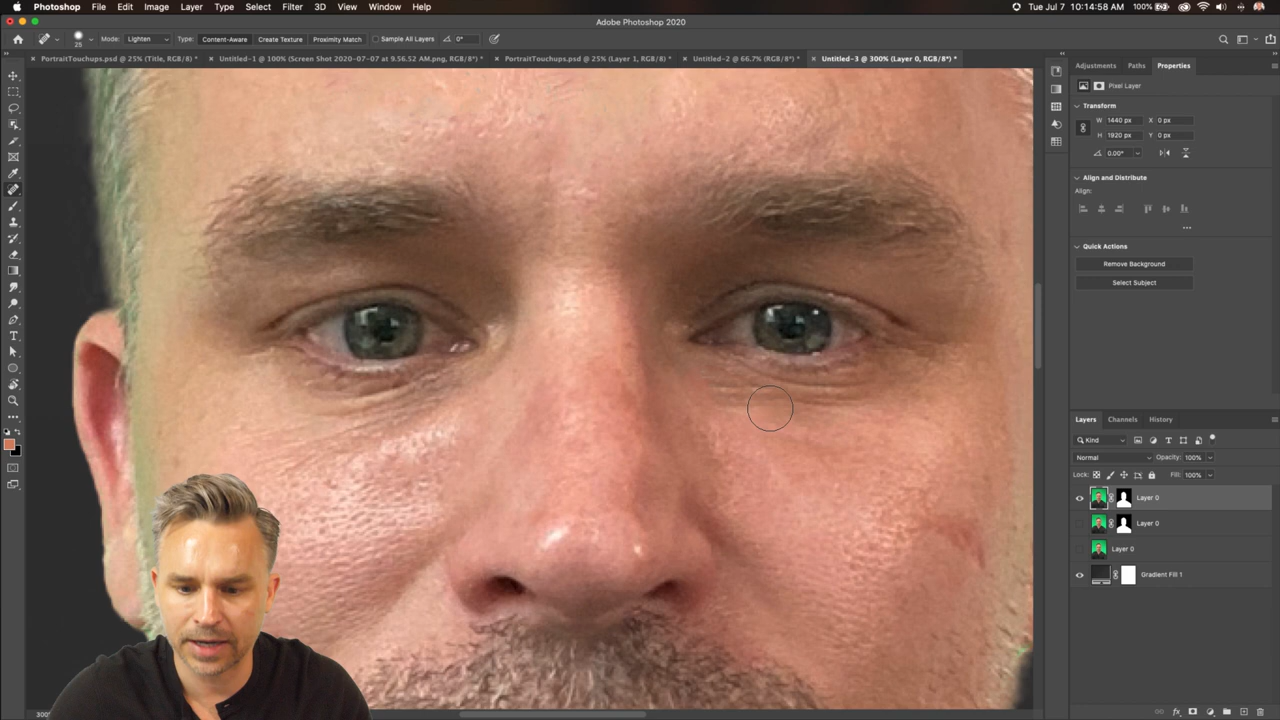 Photoshop File Edit Image Layer Type Select Filter 3D View Window Help Tue Jul 7 10:14:58 AM 100%
Adobe Photoshop 2020
25 Mode: Lighten Type: Content-Aware Create Texture Proximity Match Sample All Layers 0°
PortraitTouchups.psd @ 25% (Title, RGB/8) * Untitled-1 @ 100% (Screen Shot 2020-07-07 at 9.56.52 AM.png, RGB/8*) * PortraitTouchups.psd @ 25% (Layer 1, RGB/8) * Untitled-2 @ 66.7% (RGB/8*) * Untitled-3 @ 300% (Layer 0, RGB/8*) *
Adjustments Paths Properties
Pixel Layer
Transform
W 1440 px X 0 px
H 1920 px Y 0 px
0.00°
Align and Distribute
Align:
Quick Actions
Remove Background
Select Subject
Layers Channels History
Kind
Normal Opacity: 100%
Lock: Fill: 100%
Layer 0
Layer 0
Layer 0
Gradient Fill 1
300%